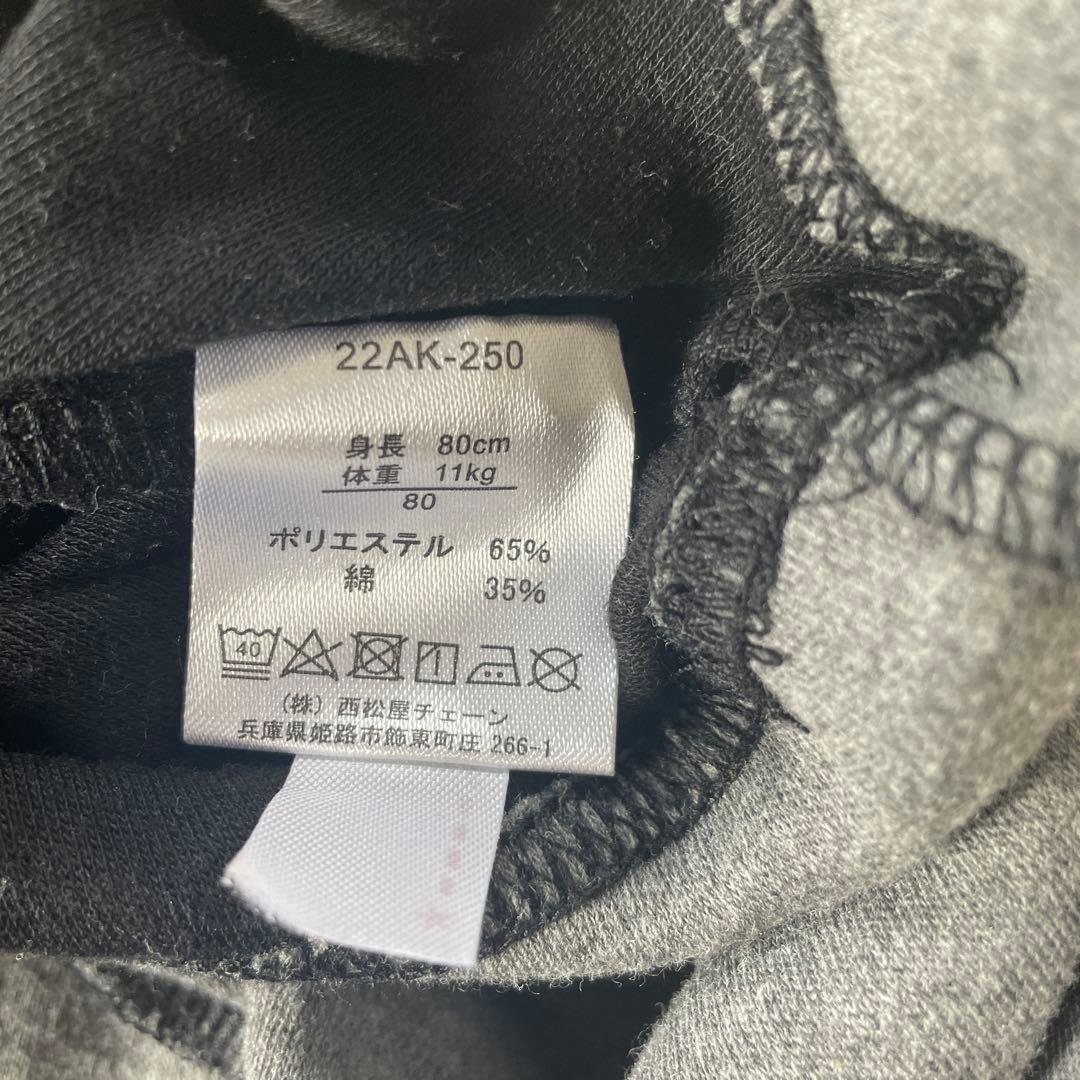 22AK-250
身長 80cm
体重 11kg
80
ポリエステル 65%
綿 35%
40
(株) 西松屋チェーン
兵庫県姫路市飾東町庄 266-1